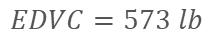 EDVC = 573 lb